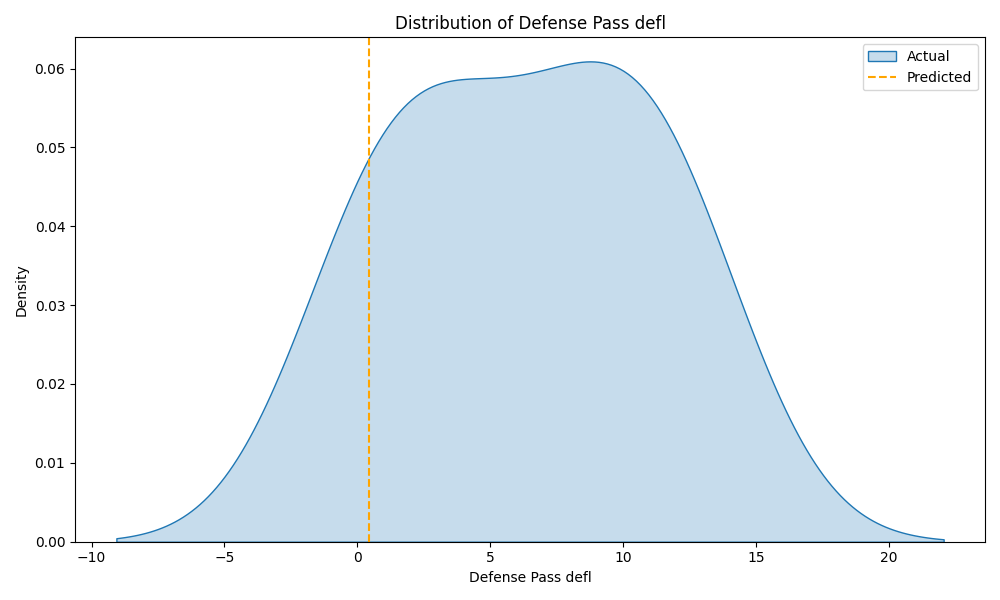 Distribution of Defense Pass defl
Actual
Predicted
0.06
0.05
0.04
0.03
0.02
0.01
0.00
Density
−10
−5
0
5
10
15
20
Defense Pass defl